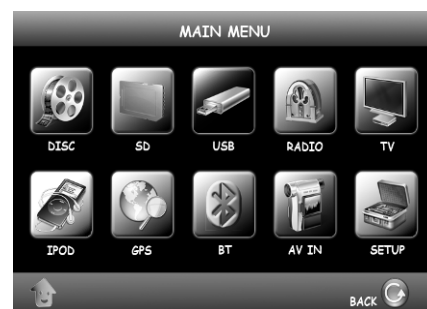 MAIN MENU
DISC SD USB RADIO TV
IPOD GPS BT AV IN SETUP
BACK